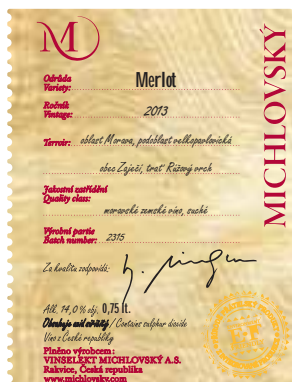 M
Odrůda
Variety: Merlot
Ročník
Vintage: 2013
Terroir: oblast Morava, podoblast velkopavlovická
obec Zaječí, trať Růžový vrch
Jakostní zatřídění
Quality class:
moravské zemské víno, suché
Výrobní partie
Batch number: 2315
Za kvalitu zodpovídá:
Alk. 14,0 % obj. 0,75 lt.
Obsahuje oxid siřičitý / Contains sulphur dioxide
Víno z České republiky
Plněno výrobcem:
VINSELEKT MICHLOVSKÝ A.S.
Rakvice, Česká republika
www.michlovsky.com
MICHLOVSKÝ